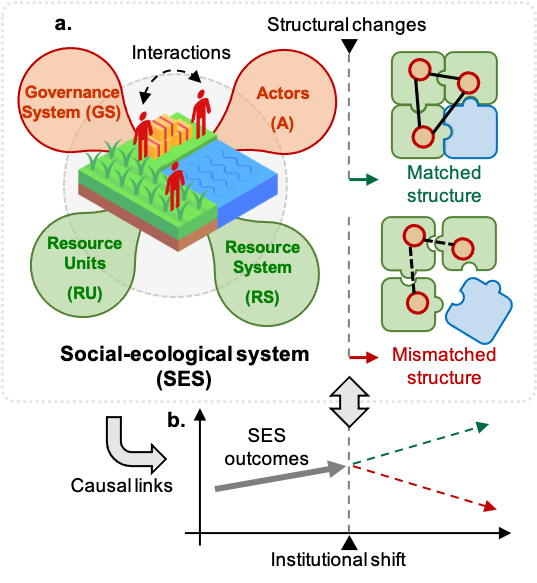 a.
Structural changes
Interactions
Governance
System (GS)
Actors
(A)
Matched
structure
Resource
Units
(RU)
Resource
System
(RS)
Social-ecological system
(SES)
Mismatched
structure
b.
SES
outcomes
Causal links
Institutional shift